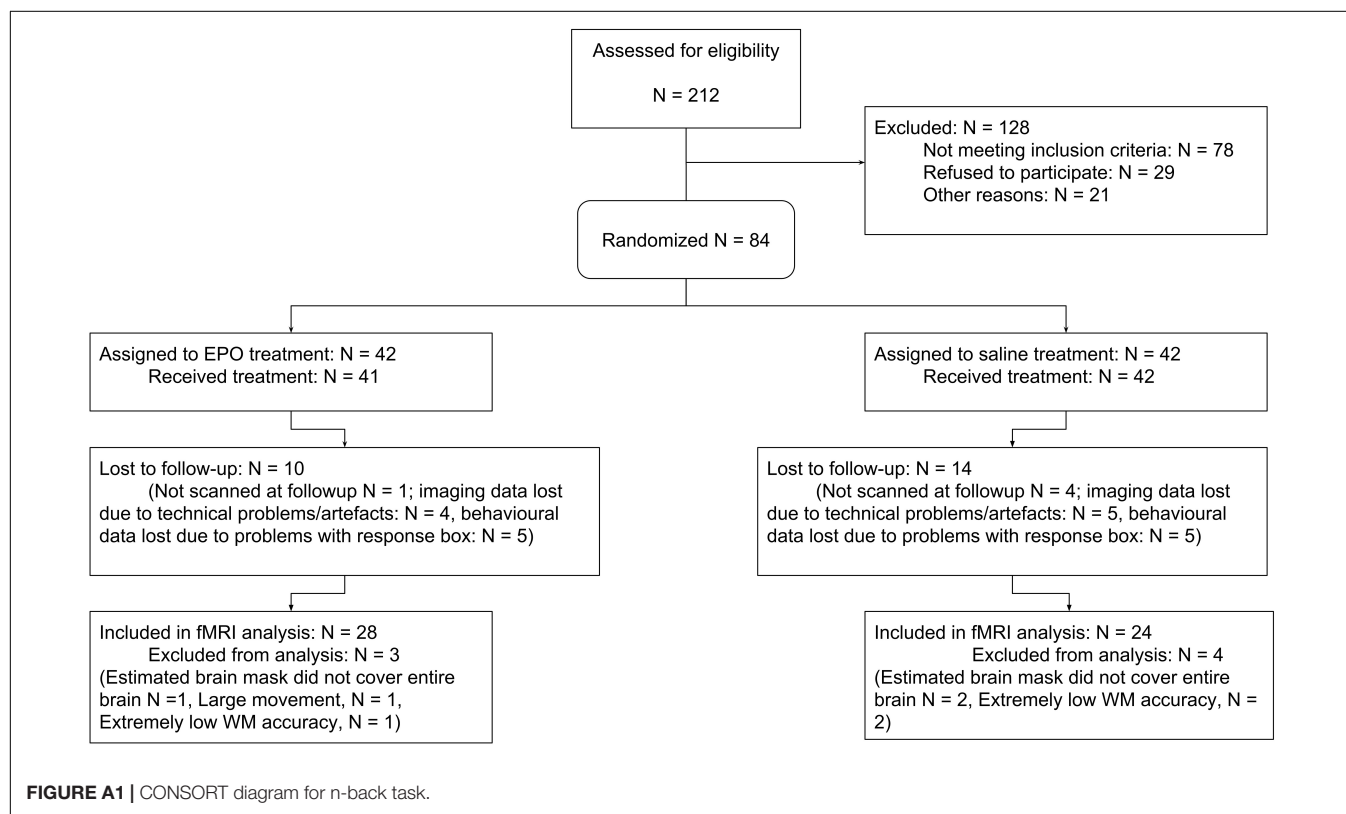 Assessed for eligibility
N = 212
Excluded: N = 128
Not meeting inclusion criteria: N = 78
Refused to participate: N = 29
Other reasons: N = 21
Randomized N = 84
Assigned to EPO treatment: N = 42
Received treatment: N = 41
Assigned to saline treatment: N = 42
Received treatment: N = 42
Lost to follow-up: N = 10
(Not scanned at followup N = 1; imaging data lost
due to technical problems/artefacts: N = 4, behavioural
data lost due to problems with response box: N = 5)
Lost to follow-up: N = 14
(Not scanned at followup N = 4; imaging data lost
due to technical problems/artefacts: N = 5, behavioural
data lost due to problems with response box: N = 5)
Included in fMRI analysis: N = 28
Excluded from analysis: N = 3
(Estimated brain mask did not cover entire
brain N =1, Large movement, N = 1,
Extremely low WM accuracy, N = 1)
Included in fMRI analysis: N = 24
Excluded from analysis: N = 4
(Estimated brain mask did not cover entire
brain N = 2, Extremely low WM accuracy, N =
2)
FIGURE A1 | CONSORT diagram for n-back task.